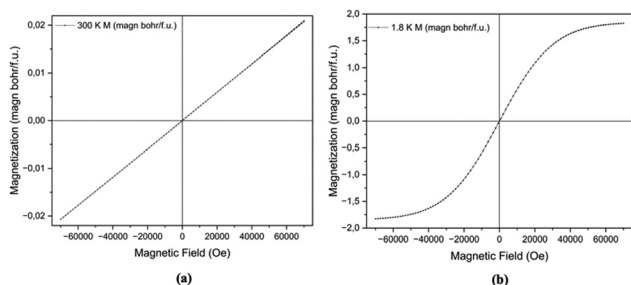 300 K M (magn bohr/f.u.)
Magnetization (magn bohr/f.u.)
0,02
0,01
0,00
−0,01
−0,02
−60000 −40000 −20000 0 20000 40000 60000
Magnetic Field (Oe)
(a)
1.8 K M (magn bohr/f.u.)
Magnetization (magn bohr/f.u.)
2,0
1,5
1,0
0,5
0,0
−0,5
−1,0
−1,5
−2,0
−60000 −40000 −20000 0 20000 40000 60000
Magnetic Field (Oe)
(b)